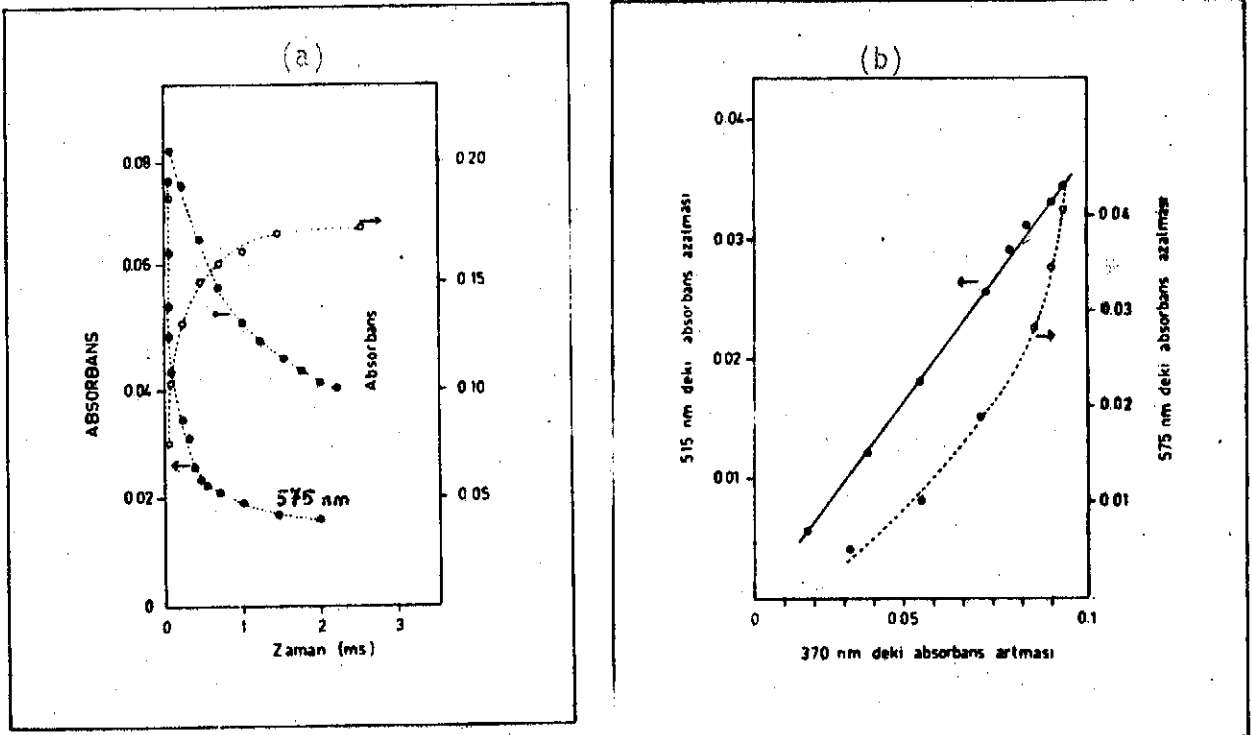 (a)
0.08
0.06
0.04
0.02
0
ABSORBANS
0.20
0.15
0.10
0.05
Absorbans
575 nm
0
1
2
3
Zaman (ms)
(b)
0.04
0.03
0.02
0.01
515 nm deki absorbans azalması
0.04
0.03
0.02
0.01
575 nm deki absorbans azalması
0
0.05
0.1
370 nm deki absorbans artması